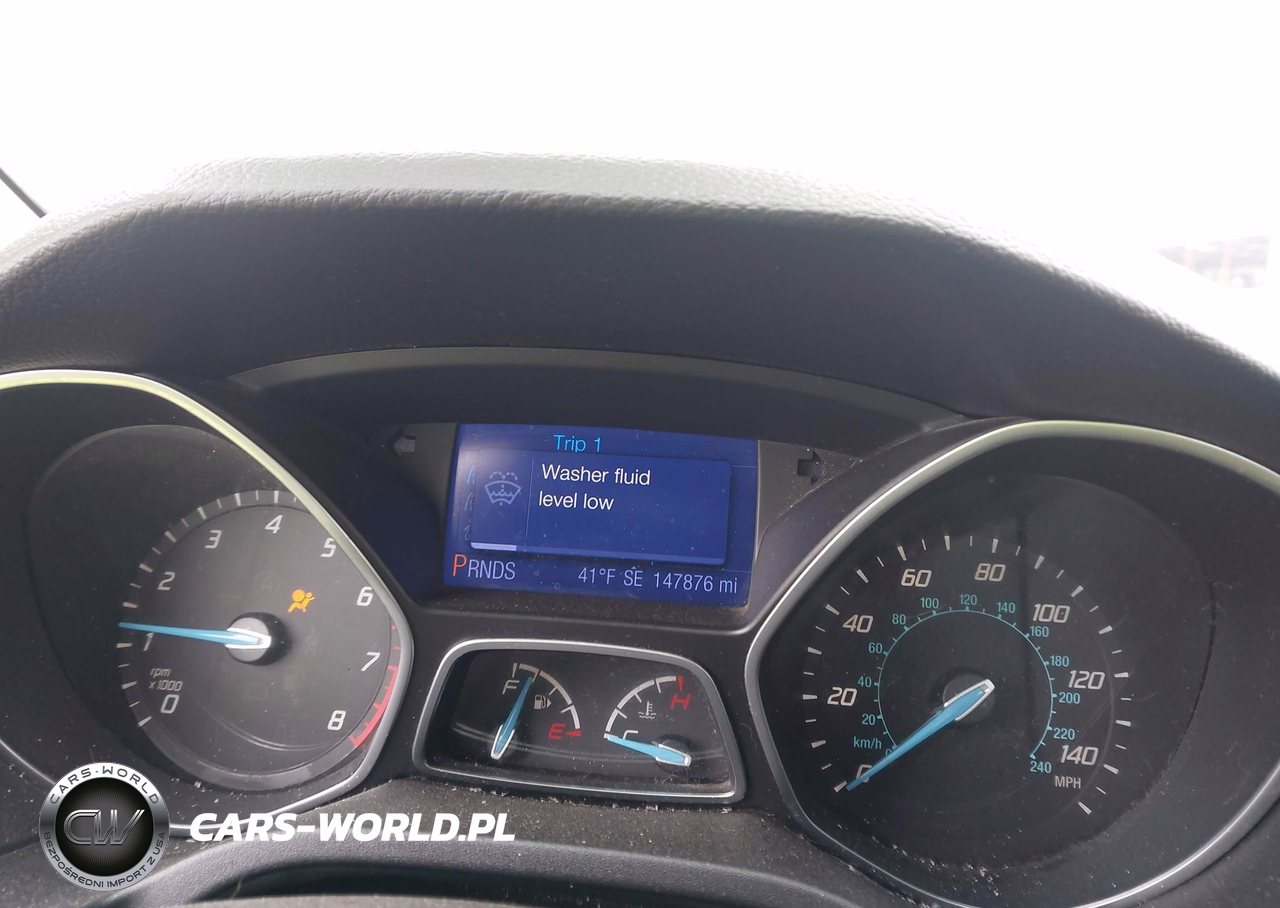 Trip 1
Washer fluid
level low
PRNDS 41°F SE 147876 mi
0 1 2 3 4 5 6 7 8
rpm
x1000
F E
C H
0 20 40 60 80 100 120 140
MPH
20 40 60 80 100 120 140 160 180 200 220 240
km/h
CARS-WORLD
CW
BEZPOŚREDNI IMPORT Z USA
CARS-WORLD.PL